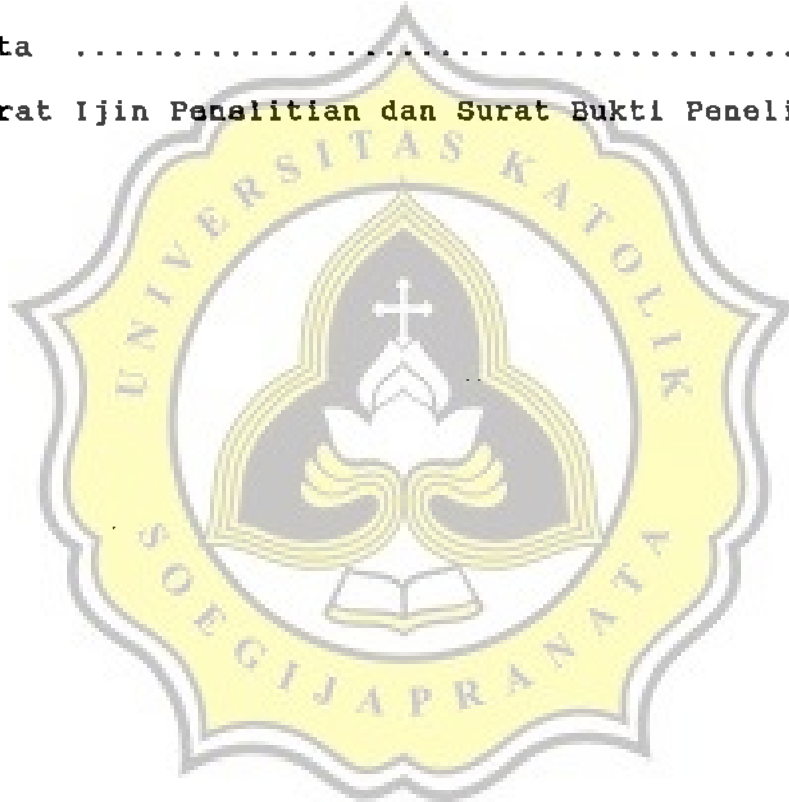 ta ........................................
rat Ijin Penelitian dan Surat Bukti Peneli
UNIVERSITAS KATOLIK
SOEGIJAPRANATA